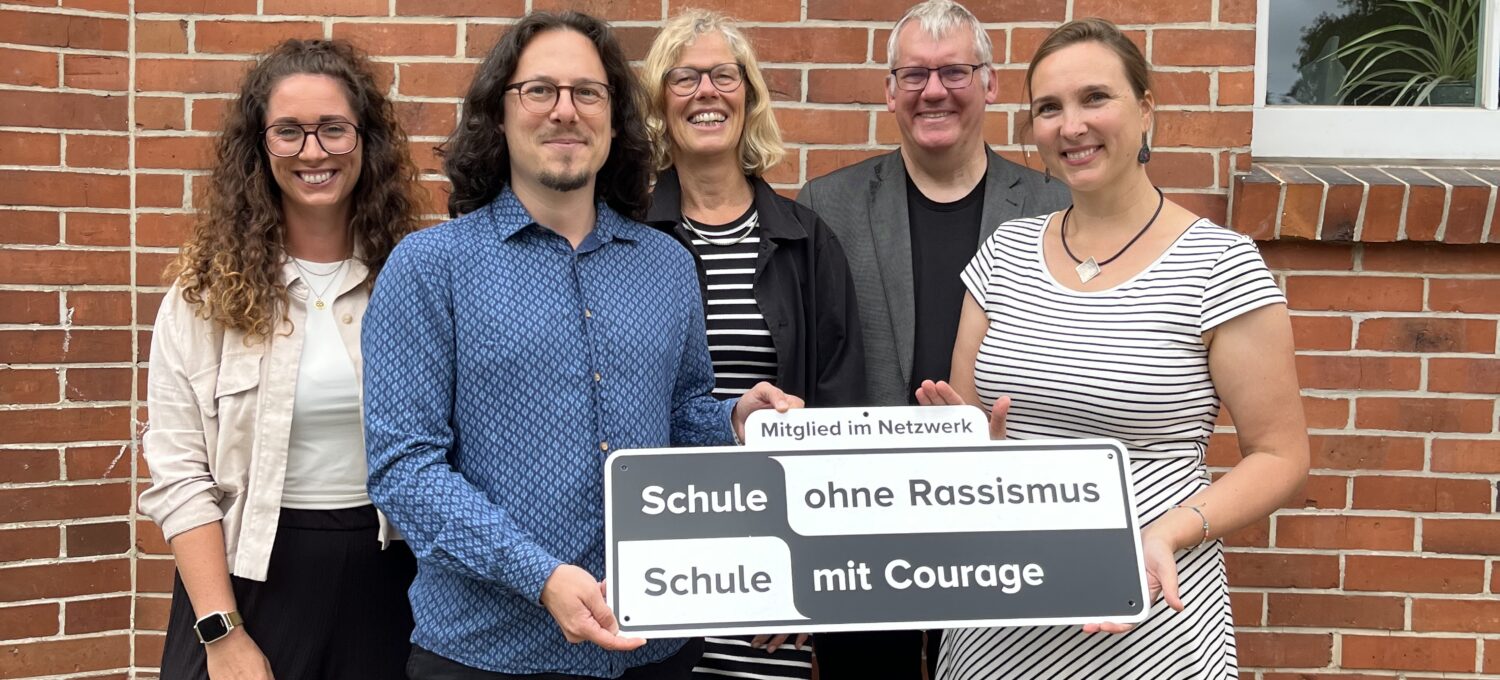 Mitglied im Netzwerk
Schule ohne Rassismus
Schule mit Courage